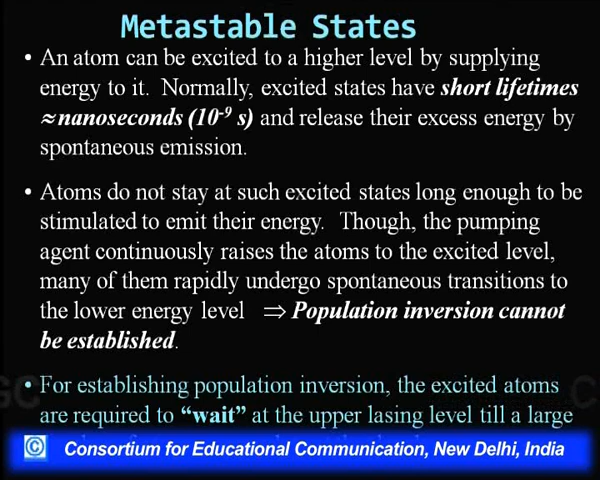 Metastable States
• An atom can be excited to a higher level by supplying
energy to it. Normally, excited states have short lifetimes
≈nanoseconds (10⁻⁹ s) and release their excess energy by
spontaneous emission.
• Atoms do not stay at such excited states long enough to be
stimulated to emit their energy. Though, the pumping
agent continuously raises the atoms to the excited level,
many of them rapidly undergo spontaneous transitions to
the lower energy level ⇒ Population inversion cannot
be established.
• For establishing population inversion, the excited atoms
are required to “wait” at the upper lasing level till a large
© Consortium for Educational Communication, New Delhi, India